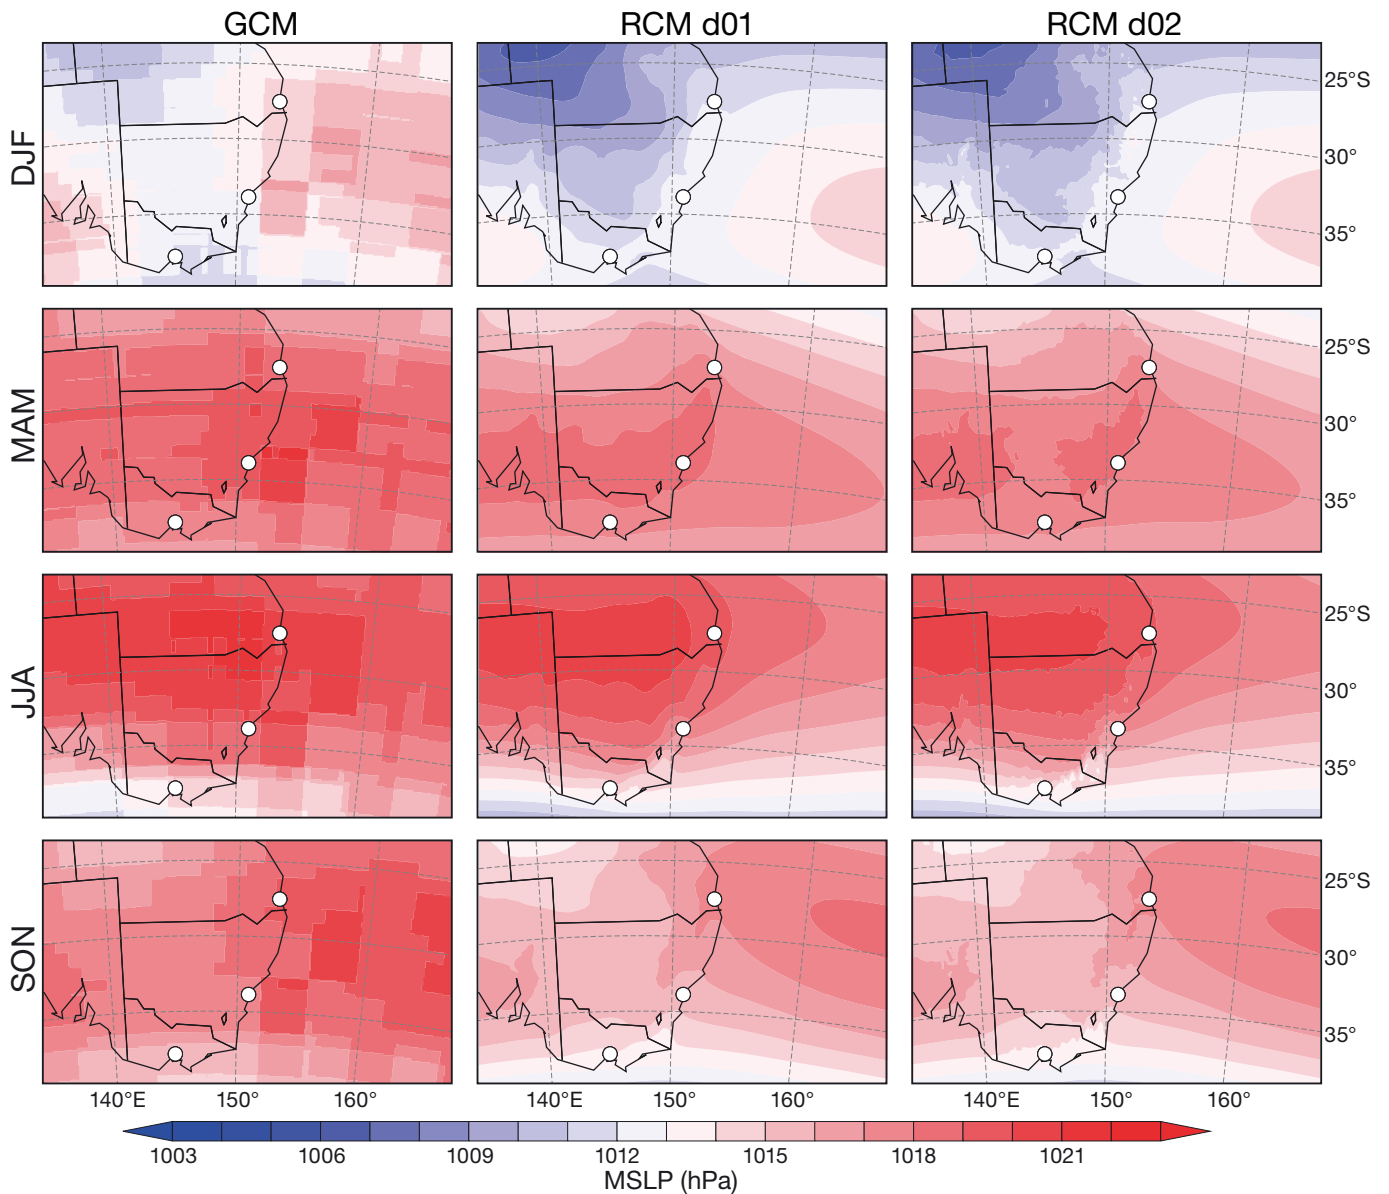 GCM RCM d01 RCM d02
DJF
25°S
30°
35°
MAM
25°S
30°
35°
JJA
25°S
30°
35°
SON
25°S
30°
35°
140°E 150° 160° 140°E 150° 160° 140°E 150° 160°
1003 1006 1009 1012 1015 1018 1021
MSLP (hPa)